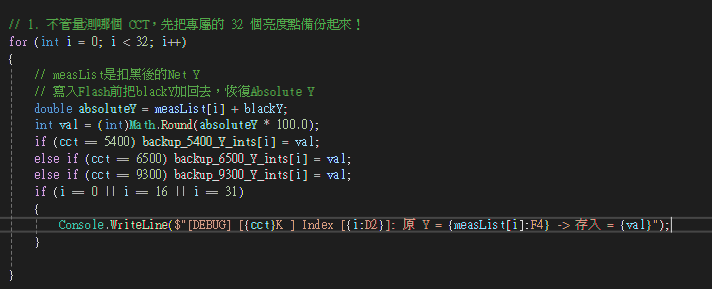 // 1. 不管量測哪個 CCT，先把專屬的 32 個亮度點備份起來！
for (int i = 0; i < 32; i++)
{
// measList是扣黑後的Net Y
// 寫入Flash前把blackY加回去，恢復Absolute Y
double absoluteY = measList[i] + blackY;
int val = (int)Math.Round(absoluteY * 100.0);
if (cct == 5400) backup_5400_Y_ints[i] = val;
else if (cct == 6500) backup_6500_Y_ints[i] = val;
else if (cct == 9300) backup_9300_Y_ints[i] = val;
if (i == 0 || i == 16 || i == 31)
{
Console.WriteLine($"[DEBUG] [{cct}K ] Index [{i:D2}]: 原 Y = {measList[i]:F4} -> 存入 = {val}");
}
}